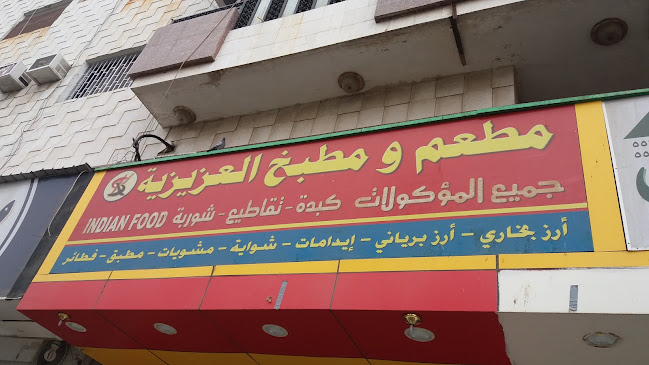 مطعم و مطبخ العزيزية
جميع المؤكولات كبدة - تقاطيع - شوربة INDIAN FOOD
أرز بخاري - أرز برياني - إيدامات - شواية - مشويات - مطبق - فطائر